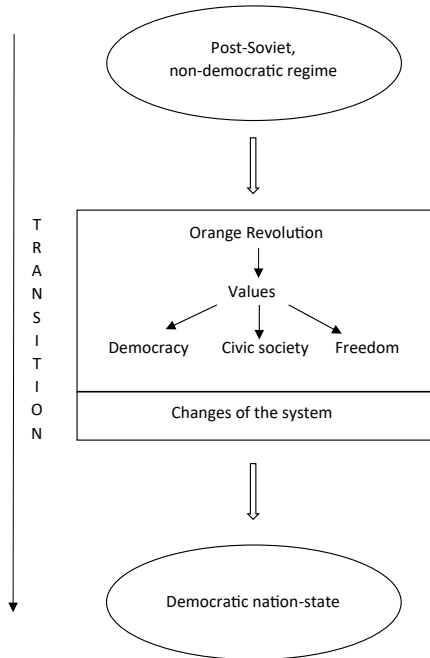 Post-Soviet,
non-democratic regime
TRANSITION
Orange Revolution
Values
Democracy Civic society Freedom
Changes of the system
Democratic nation-state